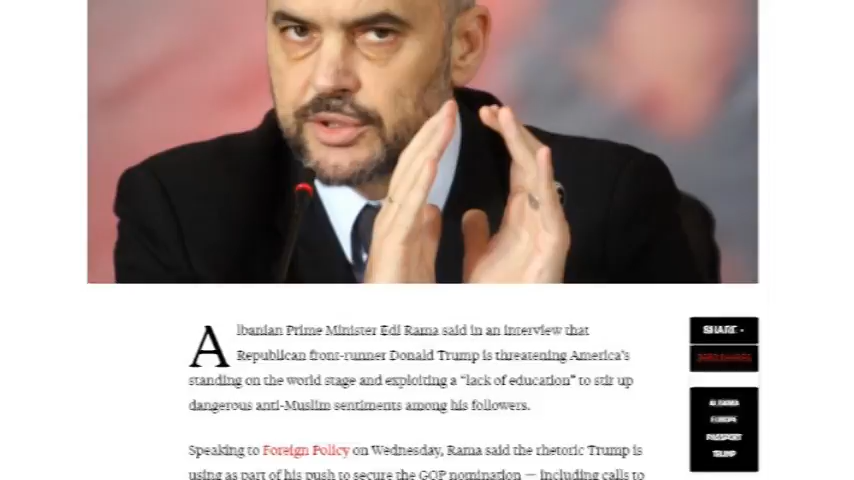 Albanian Prime Minister Edi Rama said in an interview that
Republican front-runner Donald Trump is threatening America's
standing on the world stage and exploiting a "lack of education" to stir up
dangerous anti-Muslim sentiments among his followers.
Speaking to Foreign Policy on Wednesday, Rama said the rhetoric Trump is
using as part of his push to secure the GOP nomination — including calls to
SHARE +
ALBANIA
EUROPE
PASSPORT
TRUMP